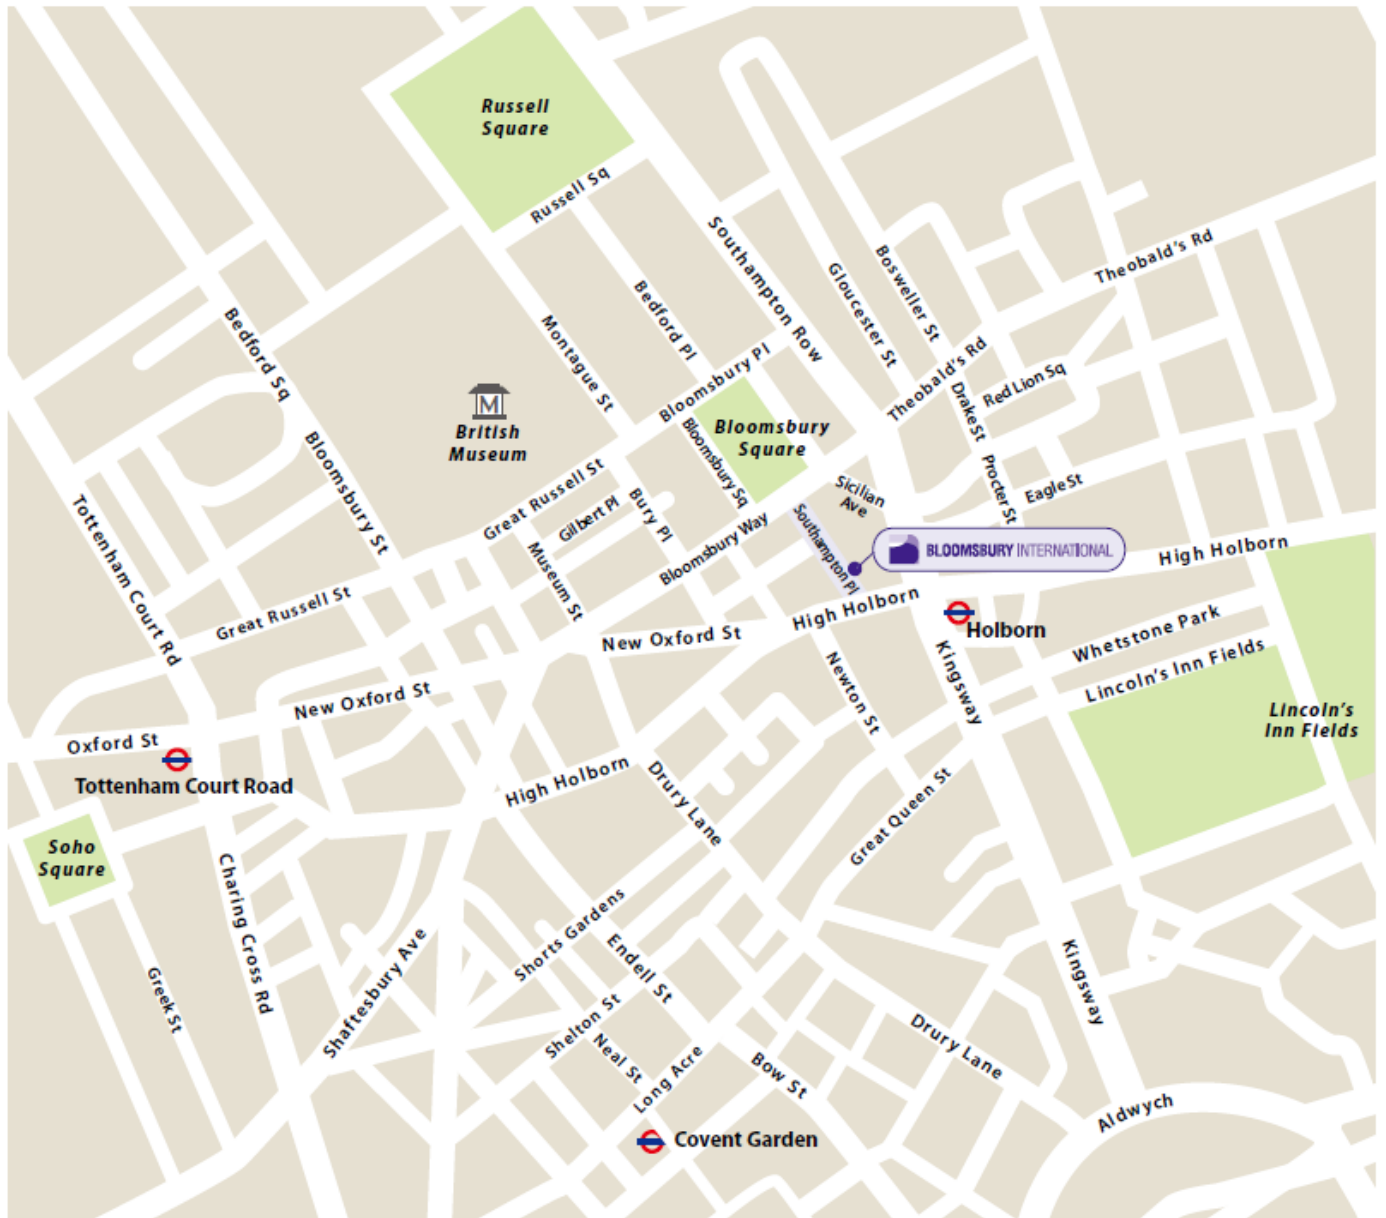 Russell
Square
Russell Sq
Southampton Row
Theobald's Rd
Bosweller St
Gloucester St
Bedford Pl
Bedford Sq
Montague St
Bloomsbury Pl
Theobald's Rd
Red Lion Sq
Drake St
M
British
Museum
Bloomsbury
Square
Bloomsbury Sq
Bloomsbury St
Great Russell St
Gilbert Pl
Bury Pl
Sicilian
Ave
Procter St
Eagle St
Tottenham Court Rd
Museum St
Bloomsbury Way
Southampton Pl
BLOOMSBURY INTERNATIONAL
High Holborn
Great Russell St
High Holborn
New Oxford St
Holborn
Whetstone Park
Lincoln's Inn Fields
Kingsway
Newton St
New Oxford St
Lincoln's
Inn Fields
Oxford St
Tottenham Court Road
High Holborn
Drury Lane
Great Queen St
Soho
Square
Charing Cross Rd
Shorts Gardens
Endell St
Shaftesbury Ave
Greek St
Kingsway
Shelton St
Neal St
Long Acre
Bow St
Drury Lane
Aldwych
Covent Garden